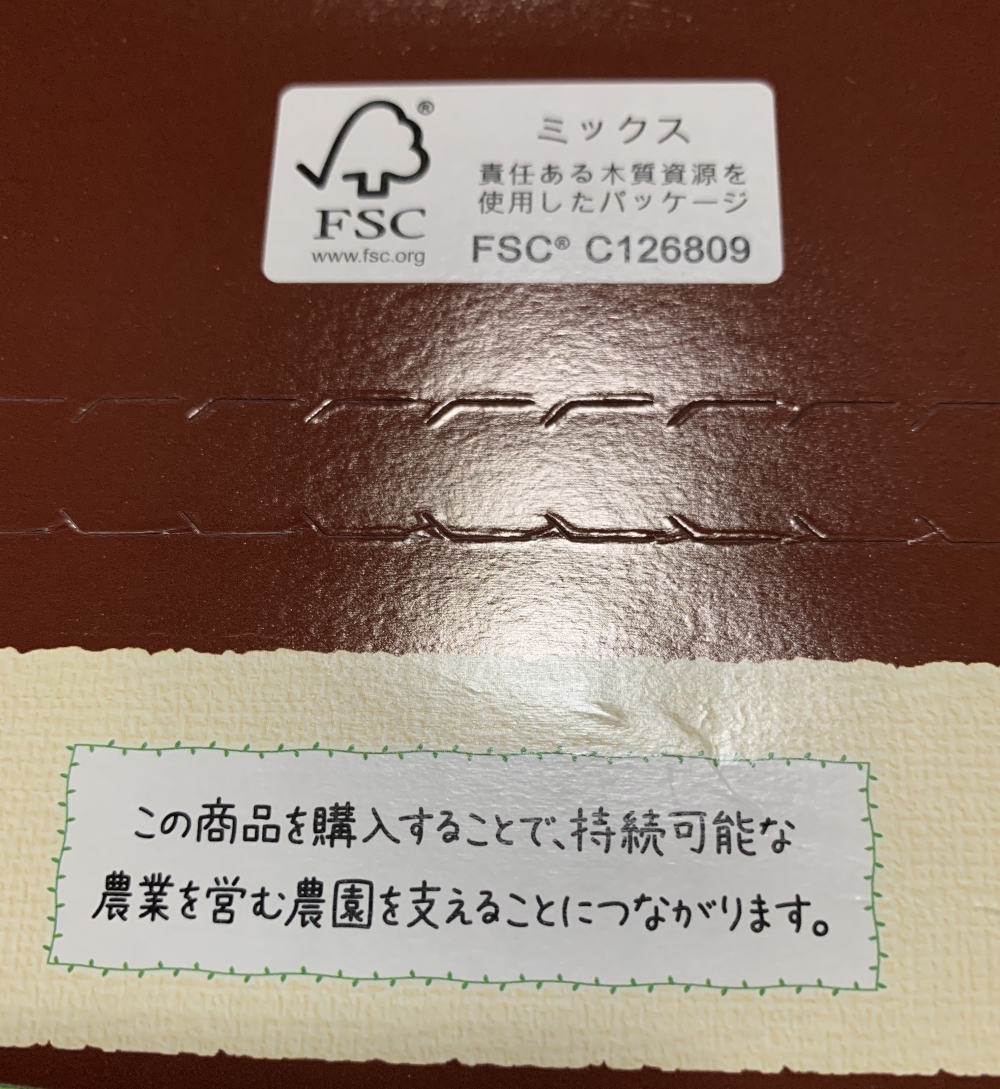 ®
FSC
www.fsc.org
ミックス
責任ある木質資源を
使用したパッケージ
FSC® C126809
この商品を購入することで、持続可能な
農業を営む農園を支えることにつながります。